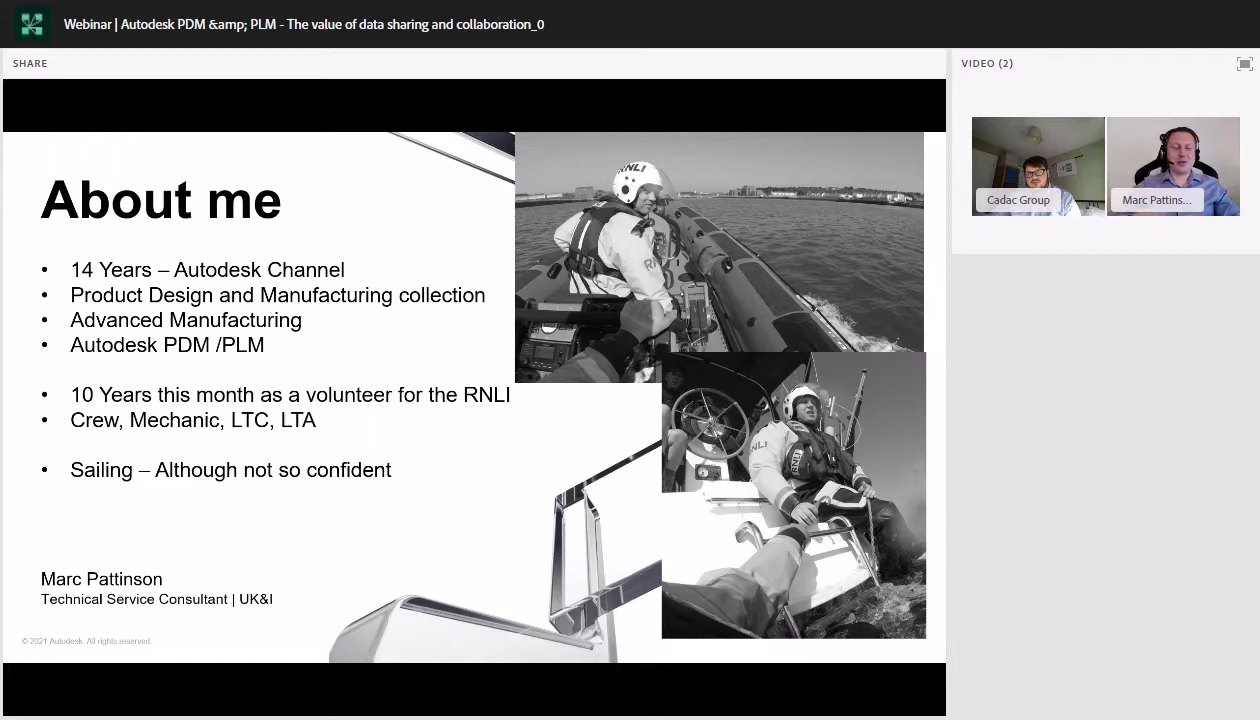 Webinar | Autodesk PDM &amp; PLM - The value of data sharing and collaboration_0
SHARE
VIDEO (2)
About me
• 14 Years – Autodesk Channel
• Product Design and Manufacturing collection
• Advanced Manufacturing
• Autodesk PDM /PLM
• 10 Years this month as a volunteer for the RNLI
• Crew, Mechanic, LTC, LTA
• Sailing – Although not so confident
Marc Pattinson
Technical Service Consultant | UK&I
© 2021 Autodesk. All rights reserved.
RNLI
RNLI
RNLI
Cadac Group
Marc Pattins...